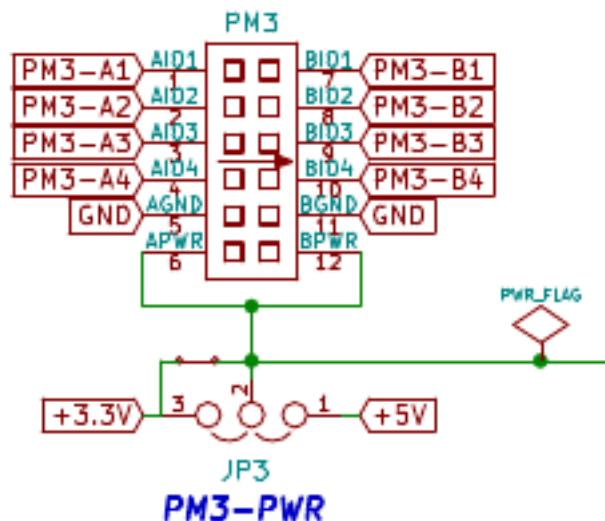 PM3
PM3-A1 AIO1 1 BIO1 7 PM3-B1
PM3-A2 AIO2 2 BIO2 8 PM3-B2
PM3-A3 AIO3 3 BIO3 9 PM3-B3
PM3-A4 AIO4 4 BIO4 10 PM3-B4
GND AGND 5 BGND 11 GND
APWR 6 BPWR 12
PWR_FLAG
+3.3V 3 2 1 +5V
JP3
PM3-PWR